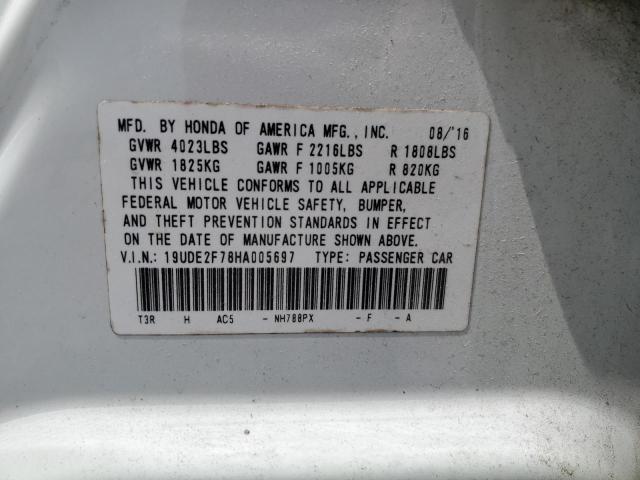 MFD. BY HONDA OF AMERICA MFG., INC. 08/'16
GVWR 4023LBS GAWR F 2216LBS R 1808LBS
GVWR 1825KG GAWR F 1005KG R 820KG
THIS VEHICLE CONFORMS TO ALL APPLICABLE
FEDERAL MOTOR VEHICLE SAFETY, BUMPER,
AND THEFT PREVENTION STANDARDS IN EFFECT
ON THE DATE OF MANUFACTURE SHOWN ABOVE.
V.I.N.: 19UDE2F78HA005697 TYPE: PASSENGER CAR
T3R H AC5 - NH788PX - F - A